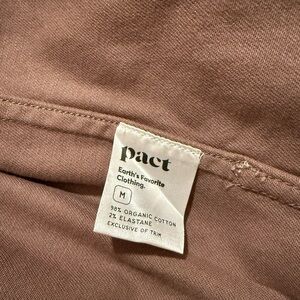 pact
Earth's Favorite
Clothing.
M
98% ORGANIC COTTON
2% ELASTANE
EXCLUSIVE OF TRIM